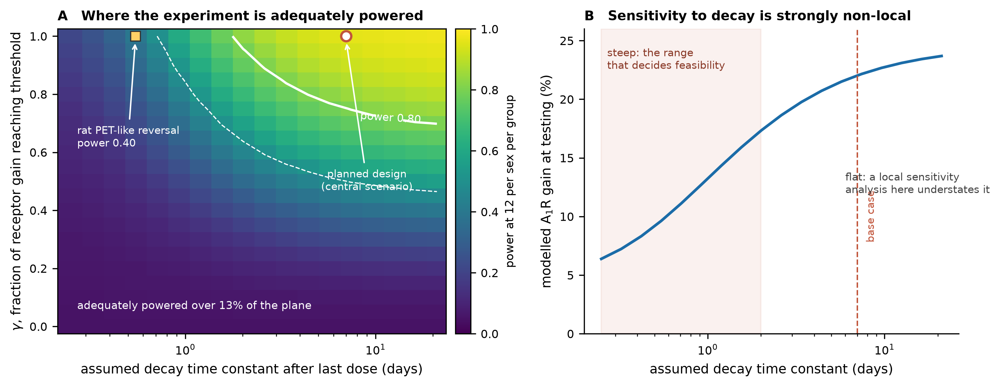 A Where the experiment is adequately powered
γ, fraction of receptor gain reaching threshold
1.0
0.8
0.6
0.4
0.2
0.0
rat PET-like reversal
power 0.40
power 0.80
planned design
(central scenario)
adequately powered over 13% of the plane
10⁰
10¹
assumed decay time constant after last dose (days)
1.0
0.8
0.6
0.4
0.2
0.0
power at 12 per sex per group
B Sensitivity to decay is strongly non-local
modelled A₁R gain at testing (%)
25
20
15
10
5
0
steep: the range
that decides feasibility
flat: a local sensitivity
analysis here understates it
base case
10⁰
10¹
assumed decay time constant (days)